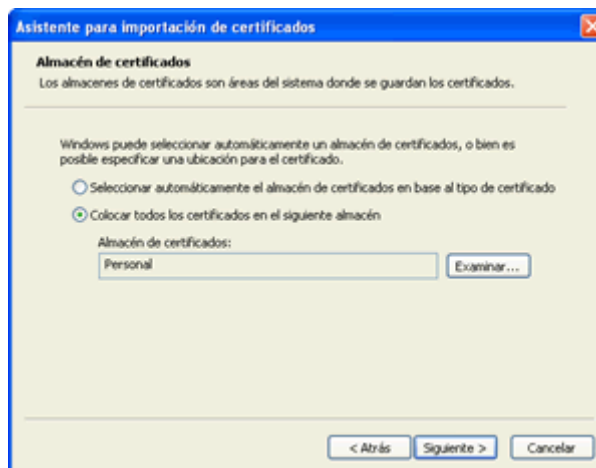 Asistente para importación de certificados
Almacén de certificados
Los almacenes de certificados son áreas del sistema donde se guardan los certificados.
Windows puede seleccionar automáticamente un almacén de certificados, o bien es
posible especificar una ubicación para el certificado.
Seleccionar automáticamente el almacén de certificados en base al tipo de certificado
Colocar todos los certificados en el siguiente almacén
Almacén de certificados:
Personal
Examinar...
< Atrás
Siguiente >
Cancelar